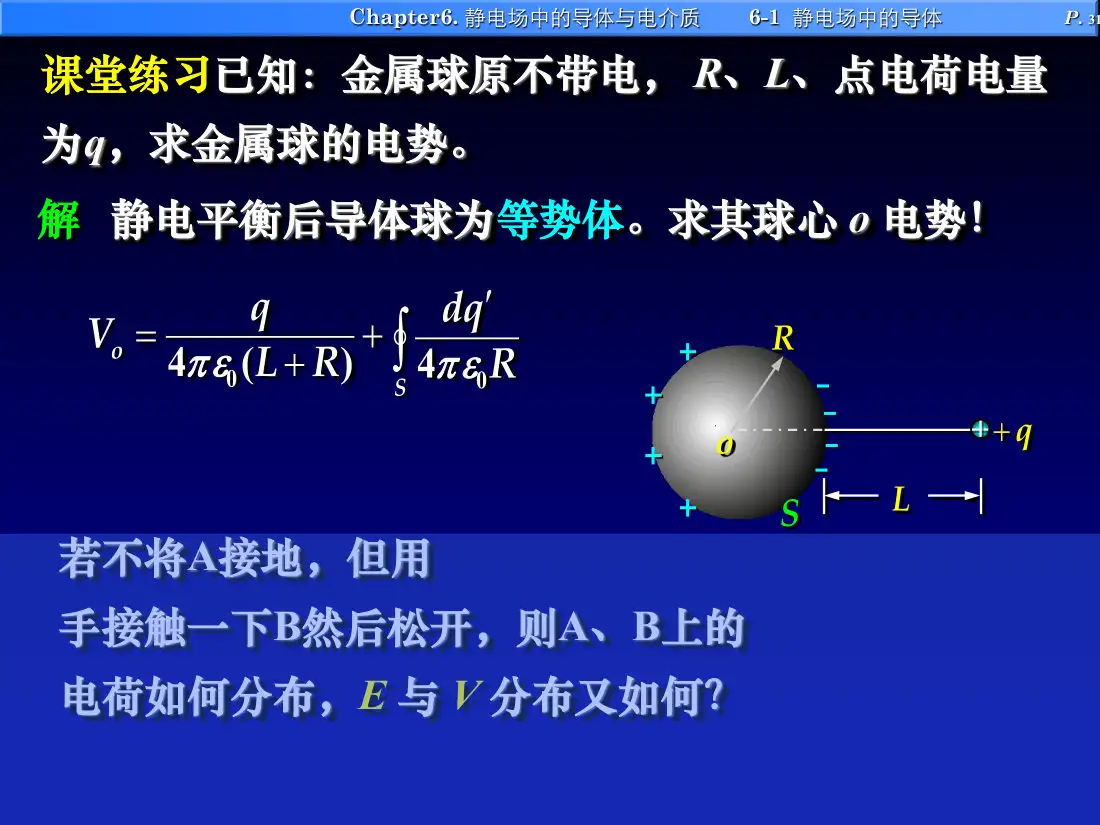 Chapter6. 静电场中的导体与电介质 6-1 静电场中的导体 P. 31
课堂练习已知：金属球原不带电， R、L、点电荷电量
为q，求金属球的电势。
解 静电平衡后导体球为等势体。求其球心 o 电势！
V_o = \frac{q}{4πε_0(L+R)} + ∮_S \frac{dq'}{4πε_0R}
R
o
+q
L
S
若不将A接地，但用
手接触一下B然后松开，则A、B上的
电荷如何分布，E 与 V 分布又如何？